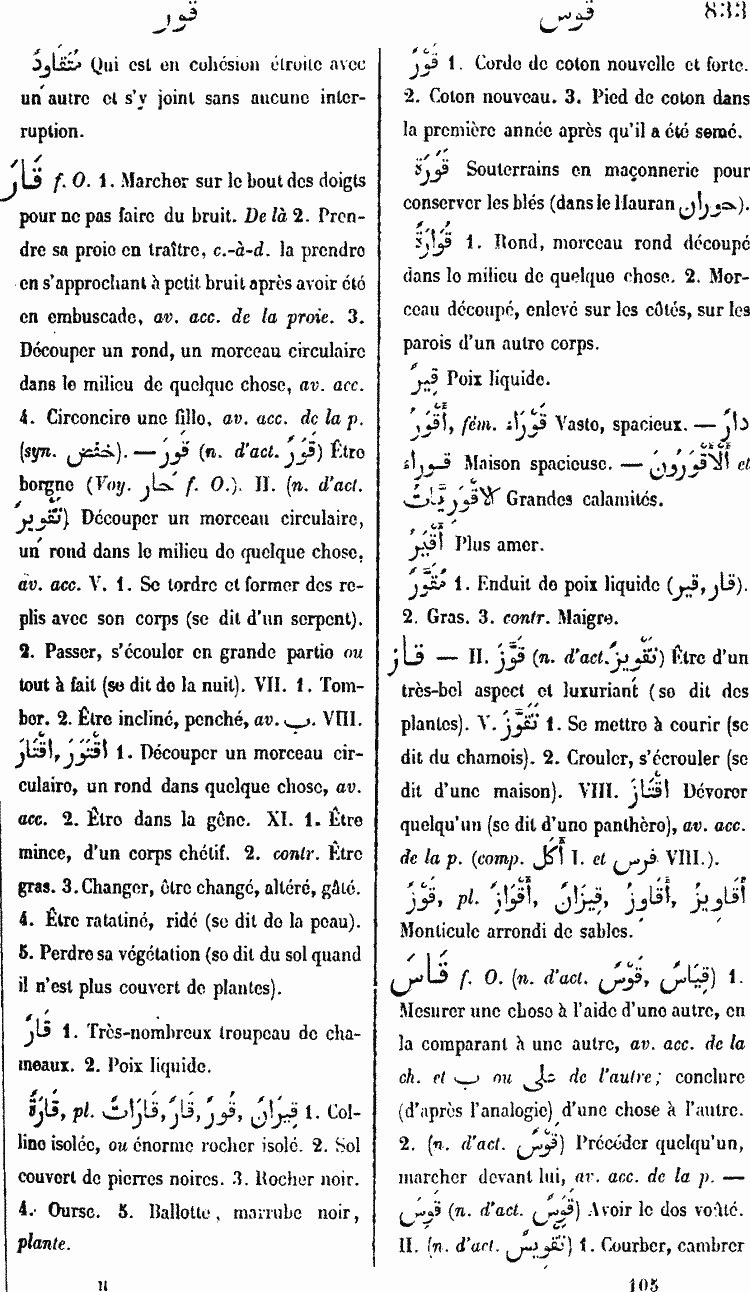 قور
قوس 833
مُتَقَاوِدٌ Qui est en cohésion étroite avec
un autre et s'y joint sans aucune inter-
ruption.
قَارَ f. O. 1. Marcher sur le bout des doigts
pour ne pas faire du bruit. De là 2. Pren-
dre sa proie en traître, c.-à-d. la prendre
en s'approchant à petit bruit après avoir été
en embuscade, av. acc. de la proie. 3.
Découper un rond, un morceau circulaire
dans le milieu de quelque chose, av. acc.
4. Circoncire une fille, av. acc. de la p.
(syn. خفض). — قَوِرَ (n. d'act. قَوَرٌ) Être
borgne (Voy. حَار f. O.). II. (n. d'act.
تَقْوِيرٌ) Découper un morceau circulaire,
un rond dans le milieu de quelque chose,
av. acc. V. 1. Se tordre et former des re-
plis avec son corps (se dit d'un serpent).
2. Passer, s'écouler en grande partie ou
tout à fait (se dit de la nuit). VII. 1. Tom-
ber. 2. Être incliné, penché, av. ب. VIII.
اِقْتَوَرَ, اِقْتَارَ 1. Découper un morceau cir-
culaire, un rond dans quelque chose, av.
acc. 2. Être dans la gêne. XI. 1. Être
mince, d'un corps chétif. 2. contr. Être
gras. 3. Changer, être changé, altéré, gâté.
4. Être ratatiné, ridé (se dit de la peau).
5. Perdre sa végétation (se dit du sol quand
il n'est plus couvert de plantes).
قَارٌ 1. Très-nombreux troupeau de cha-
meaux. 2. Poix liquide.
قَارَةٌ, pl. قِيرَانٌ, قُورٌ, قَارٌ, قَارَاتٌ 1. Col-
line isolée, ou énorme rocher isolé. 2. Sol
couvert de pierres noires. 3. Rocher noir.
4. Ourse. 5. Ballotte, marrube noir,
plante.
II
قَوْرٌ 1. Corde de coton nouvelle et forte.
2. Coton nouveau. 3. Pied de coton dans
la première année après qu'il a été semé.
قَوْرَةٌ Souterrains en maçonnerie pour
conserver les blés (dans le Hauran حوران).
قُوَارَةٌ 1. Rond, morceau rond découpé
dans le milieu de quelque chose. 2. Mor-
ceau découpé, enlevé sur les côtés, sur les
parois d'un autre corps.
قِيرٌ Poix liquide.
أَقْوَرُ, fém. قَوْرَاءُ Vaste, spacieux. — دَارٌ
قوراءُ Maison spacieuse. — اَلْأَقْوَرُونَ et
اَلْاقْوَرِيَّاتُ Grandes calamités.
أَقْيَرُ Plus amer.
مُقَوَّرٌ 1. Enduit de poix liquide (قار, قير).
2. Gras. 3. contr. Maigre.
قَازَ — II. قَوَّزَ (n. d'act. تَقْوِيزٌ) Être d'un
très-bel aspect et luxuriant (se dit des
plantes). V. تَقَوَّزَ 1. Se mettre à courir (se
dit du chamois). 2. Crouler, s'écrouler (se
dit d'une maison). VIII. اِقْتَازَ Dévorer
quelqu'un (se dit d'une panthère), av. acc.
de la p. (comp. أَكَلَ I. et فرس VIII.).
قَوْزٌ, pl. أَقْوَازٌ, قِيزَانٌ, أَقَاوِزُ, أَقَاوِيزُ
Monticule arrondi de sables.
قَاسَ f. O. (n. d'act. قَوْسٌ, قِيَاسٌ) 1.
Mesurer une chose à l'aide d'une autre, en
la comparant à une autre, av. acc. de la
ch. et ب ou على de l'autre; conclure
(d'après l'analogie) d'une chose à l'autre.
2. (n. d'act. قَوْسٌ) Précéder quelqu'un,
marcher devant lui, av. acc. de la p. —
قَوِسَ (n. d'act. قَوَسٌ) Avoir le dos voûté.
II. (n. d'act. تَقْوِيسٌ) 1. Courber, cambrer
105